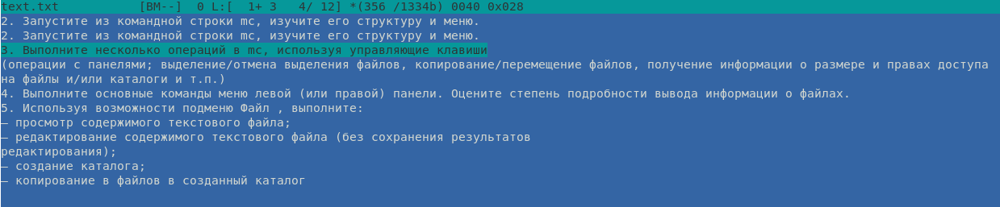 text.txt [BM--] 0 L:[ 1+ 3 4/ 12] *(356 /1334b) 0040 0x028
2. Запустите из командной строки mc, изучите его структуру и меню.
2. Запустите из командной строки mc, изучите его структуру и меню.
3. Выполните несколько операций в mc, используя управляющие клавиши
(операции с панелями; выделение/отмена выделения файлов, копирование/перемещение файлов, получение информации о размере и правах доступа
на файлы и/или каталоги и т.п.)
4. Выполните основные команды меню левой (или правой) панели. Оцените степень подробности вывода информации о файлах.
5. Используя возможности подменю Файл , выполните:
– просмотр содержимого текстового файла;
– редактирование содержимого текстового файла (без сохранения результатов
редактирования);
– создание каталога;
– копирование в файлов в созданный каталог